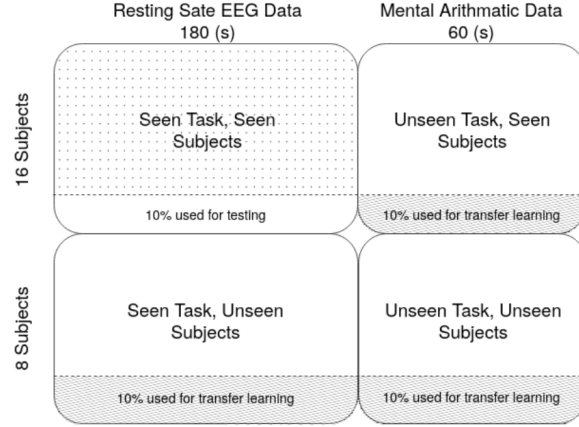 Resting Sate EEG Data
180 (s)
Mental Arithmatic Data
60 (s)
16 Subjects
Seen Task, Seen
Subjects
10% used for testing
Unseen Task, Seen
Subjects
10% used for transfer learning
8 Subjects
Seen Task, Unseen
Subjects
10% used for transfer learning
Unseen Task, Unseen
Subjects
10% used for transfer learning